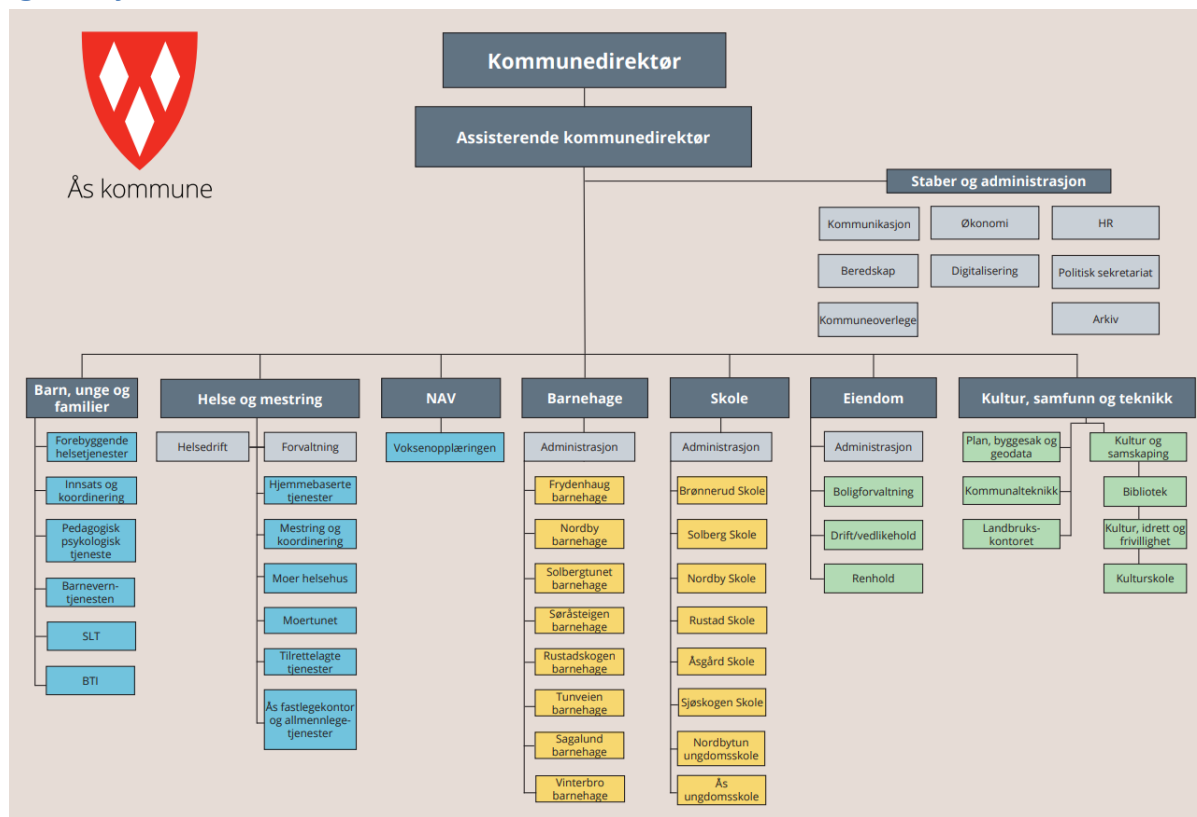 Kommunedirektør
Assisterende kommunedirektør
Ås kommune
Staber og administrasjon
Kommunikasjon
Økonomi
HR
Beredskap
Digitalisering
Politisk sekretariat
Kommuneoverlege
Arkiv
Barn, unge og
familier
Forebyggende
helsetjenester
Innsats og
koordinering
Pedagogisk
psykologisk
tjeneste
Barnevern-
tjenesten
SLT
BTI
Helse og mestring
Helsedrift
Forvaltning
Hjemmebaserte
tjenester
Mestring og
koordinering
Moer helsehus
Moertunet
Tilrettelagte
tjenester
Ås fastlegekontor
og allmennlege-
tjenester
NAV
Voksenopplæringen
Barnehage
Administrasjon
Frydenhaug
barnehage
Nordby
barnehage
Solbergtunet
barnehage
Søråsteigen
barnehage
Rustadskogen
barnehage
Tunveien
barnehage
Sagalund
barnehage
Vinterbro
barnehage
Skole
Administrasjon
Brønnerud Skole
Solberg Skole
Nordby Skole
Rustad Skole
Åsgård Skole
Sjøskogen Skole
Nordbytun
ungdomsskole
Ås
ungdomsskole
Eiendom
Administrasjon
Boligforvaltning
Drift/vedlikehold
Renhold
Kultur, samfunn og teknikk
Plan, byggesak og
geodata
Kommunalteknikk
Landbruks-
kontoret
Kultur og
samskaping
Bibliotek
Kultur, idrett og
frivillighet
Kulturskole